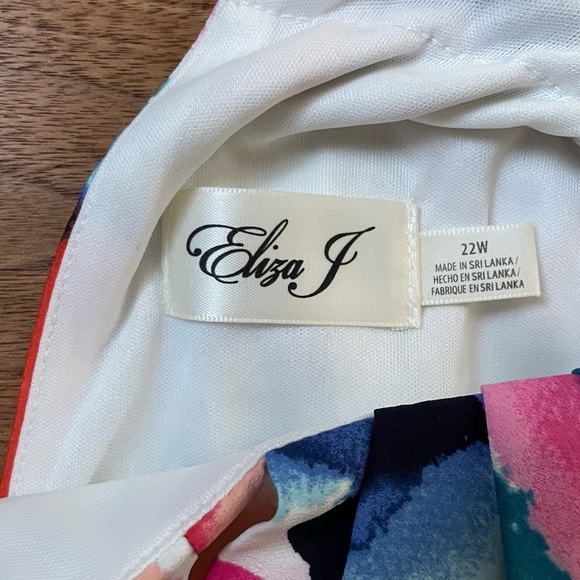 Eliza J
22W
MADE IN SRI LANKA/
HECHO EN SRI LANKA/
FABRIQUE EN SRI LANKA